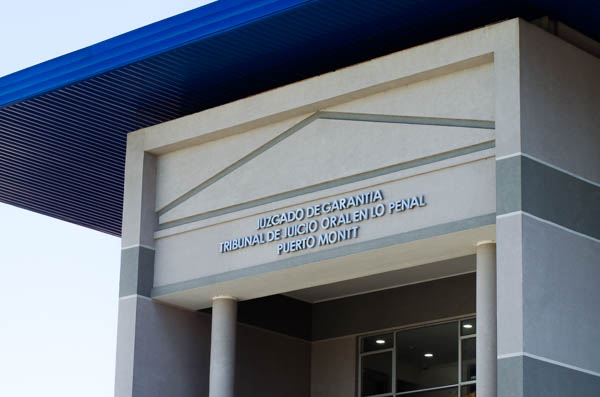 JUZGADO DE GARANTIA
TRIBUNAL DE JUICIO ORAL EN LO PENAL
PUERTO MONTT